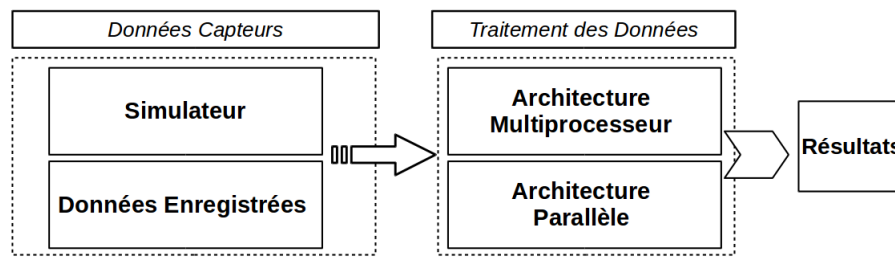 Données Capteurs
Traitement des Données
Simulateur
Données Enregistrées
Architecture
Multiprocesseur
Architecture
Parallèle
Résultats